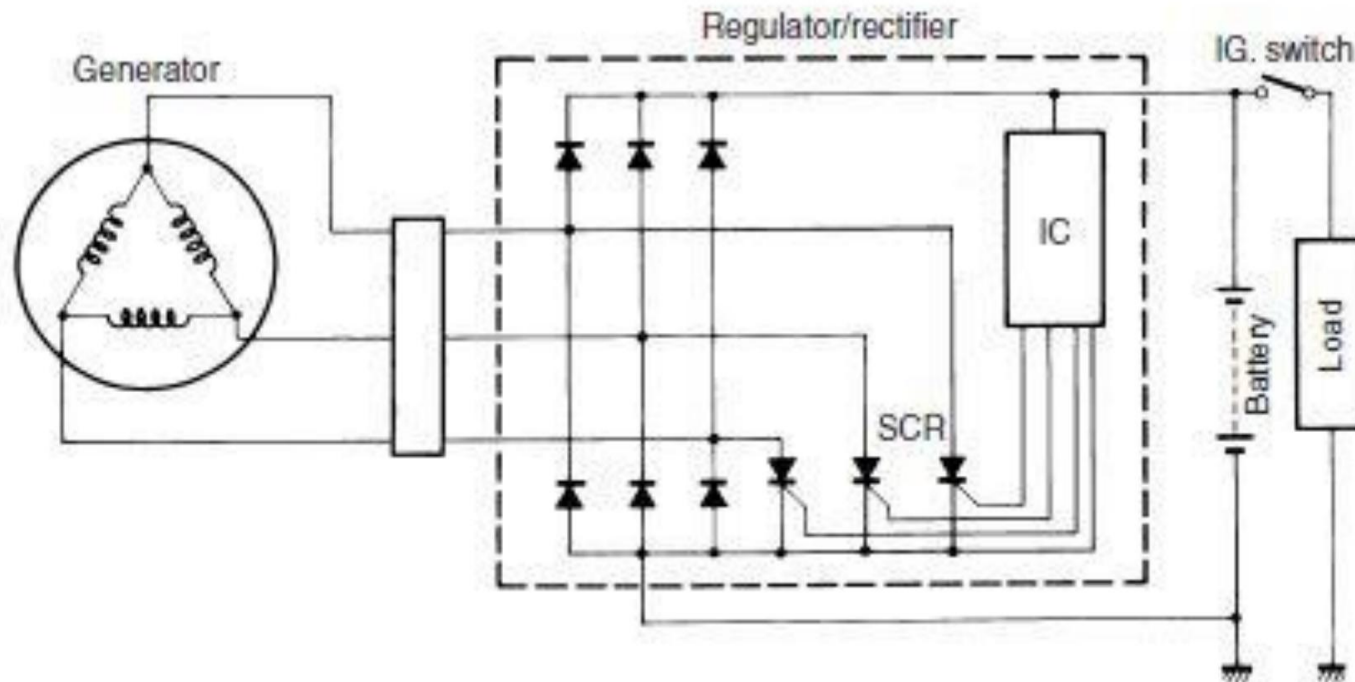 Regulator/rectifier
Generator
IG. switch
IC
SCR
Battery
Load